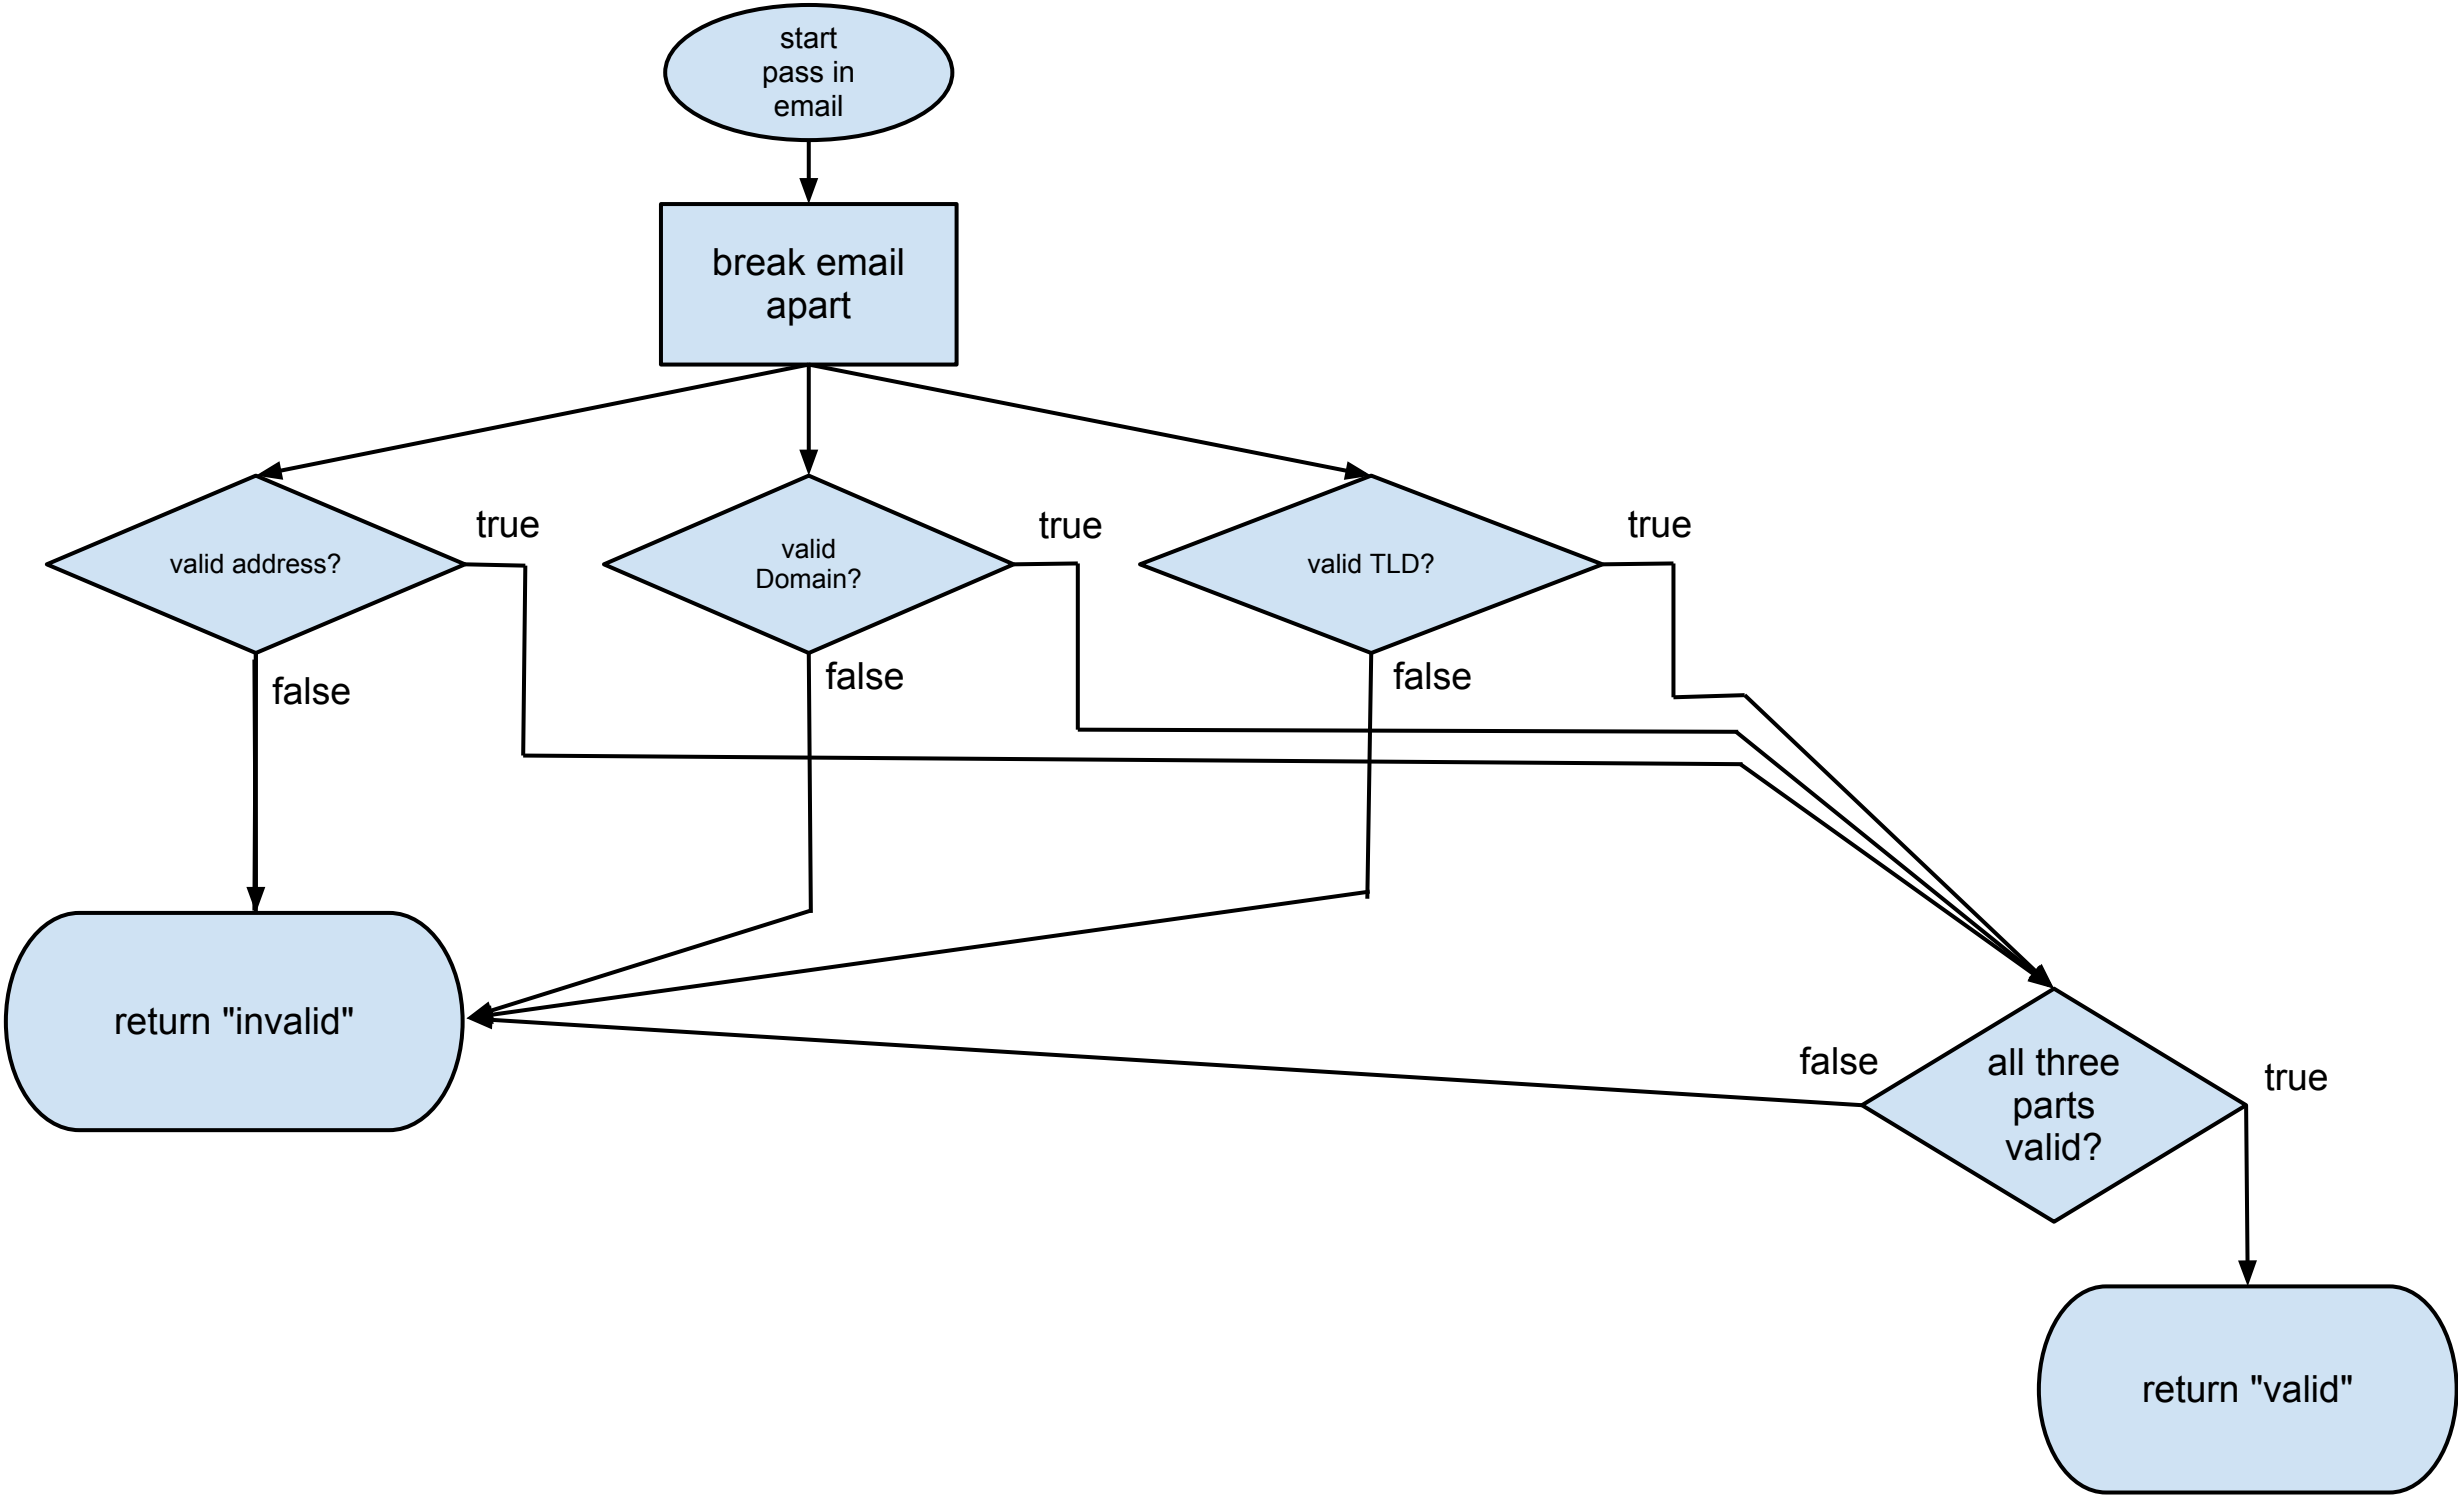 start
pass in
email
break email
apart
valid address?
true
false
valid
Domain?
true
false
valid TLD?
true
false
return "invalid"
all three
parts
valid?
false
true
return "valid"